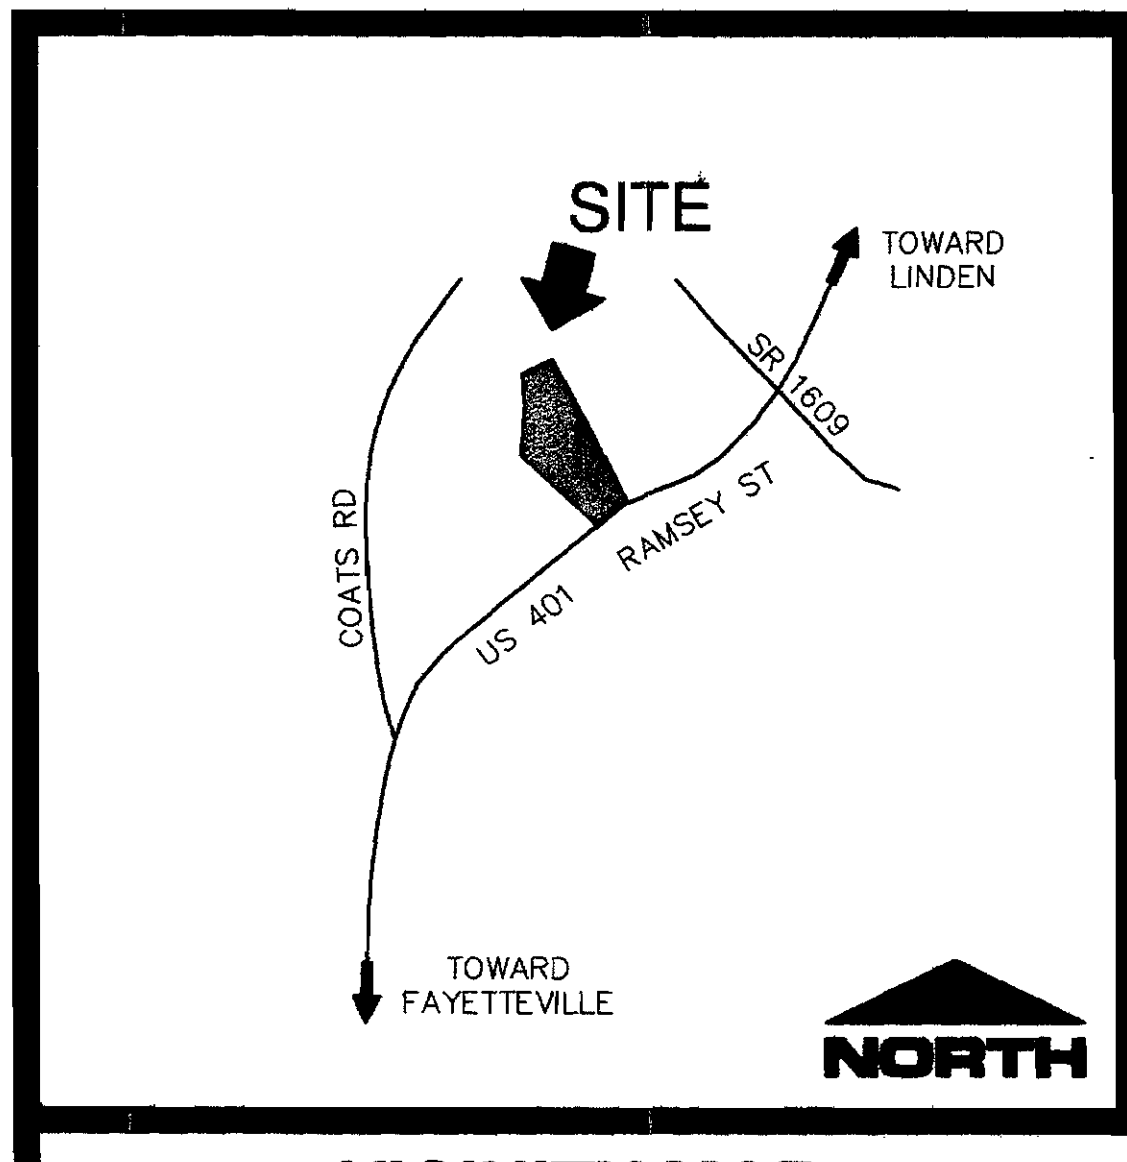 SITE
TOWARD
LINDEN
SR 1609
COATS RD
RAMSEY ST
US 401
TOWARD
FAYETTEVILLE
NORTH